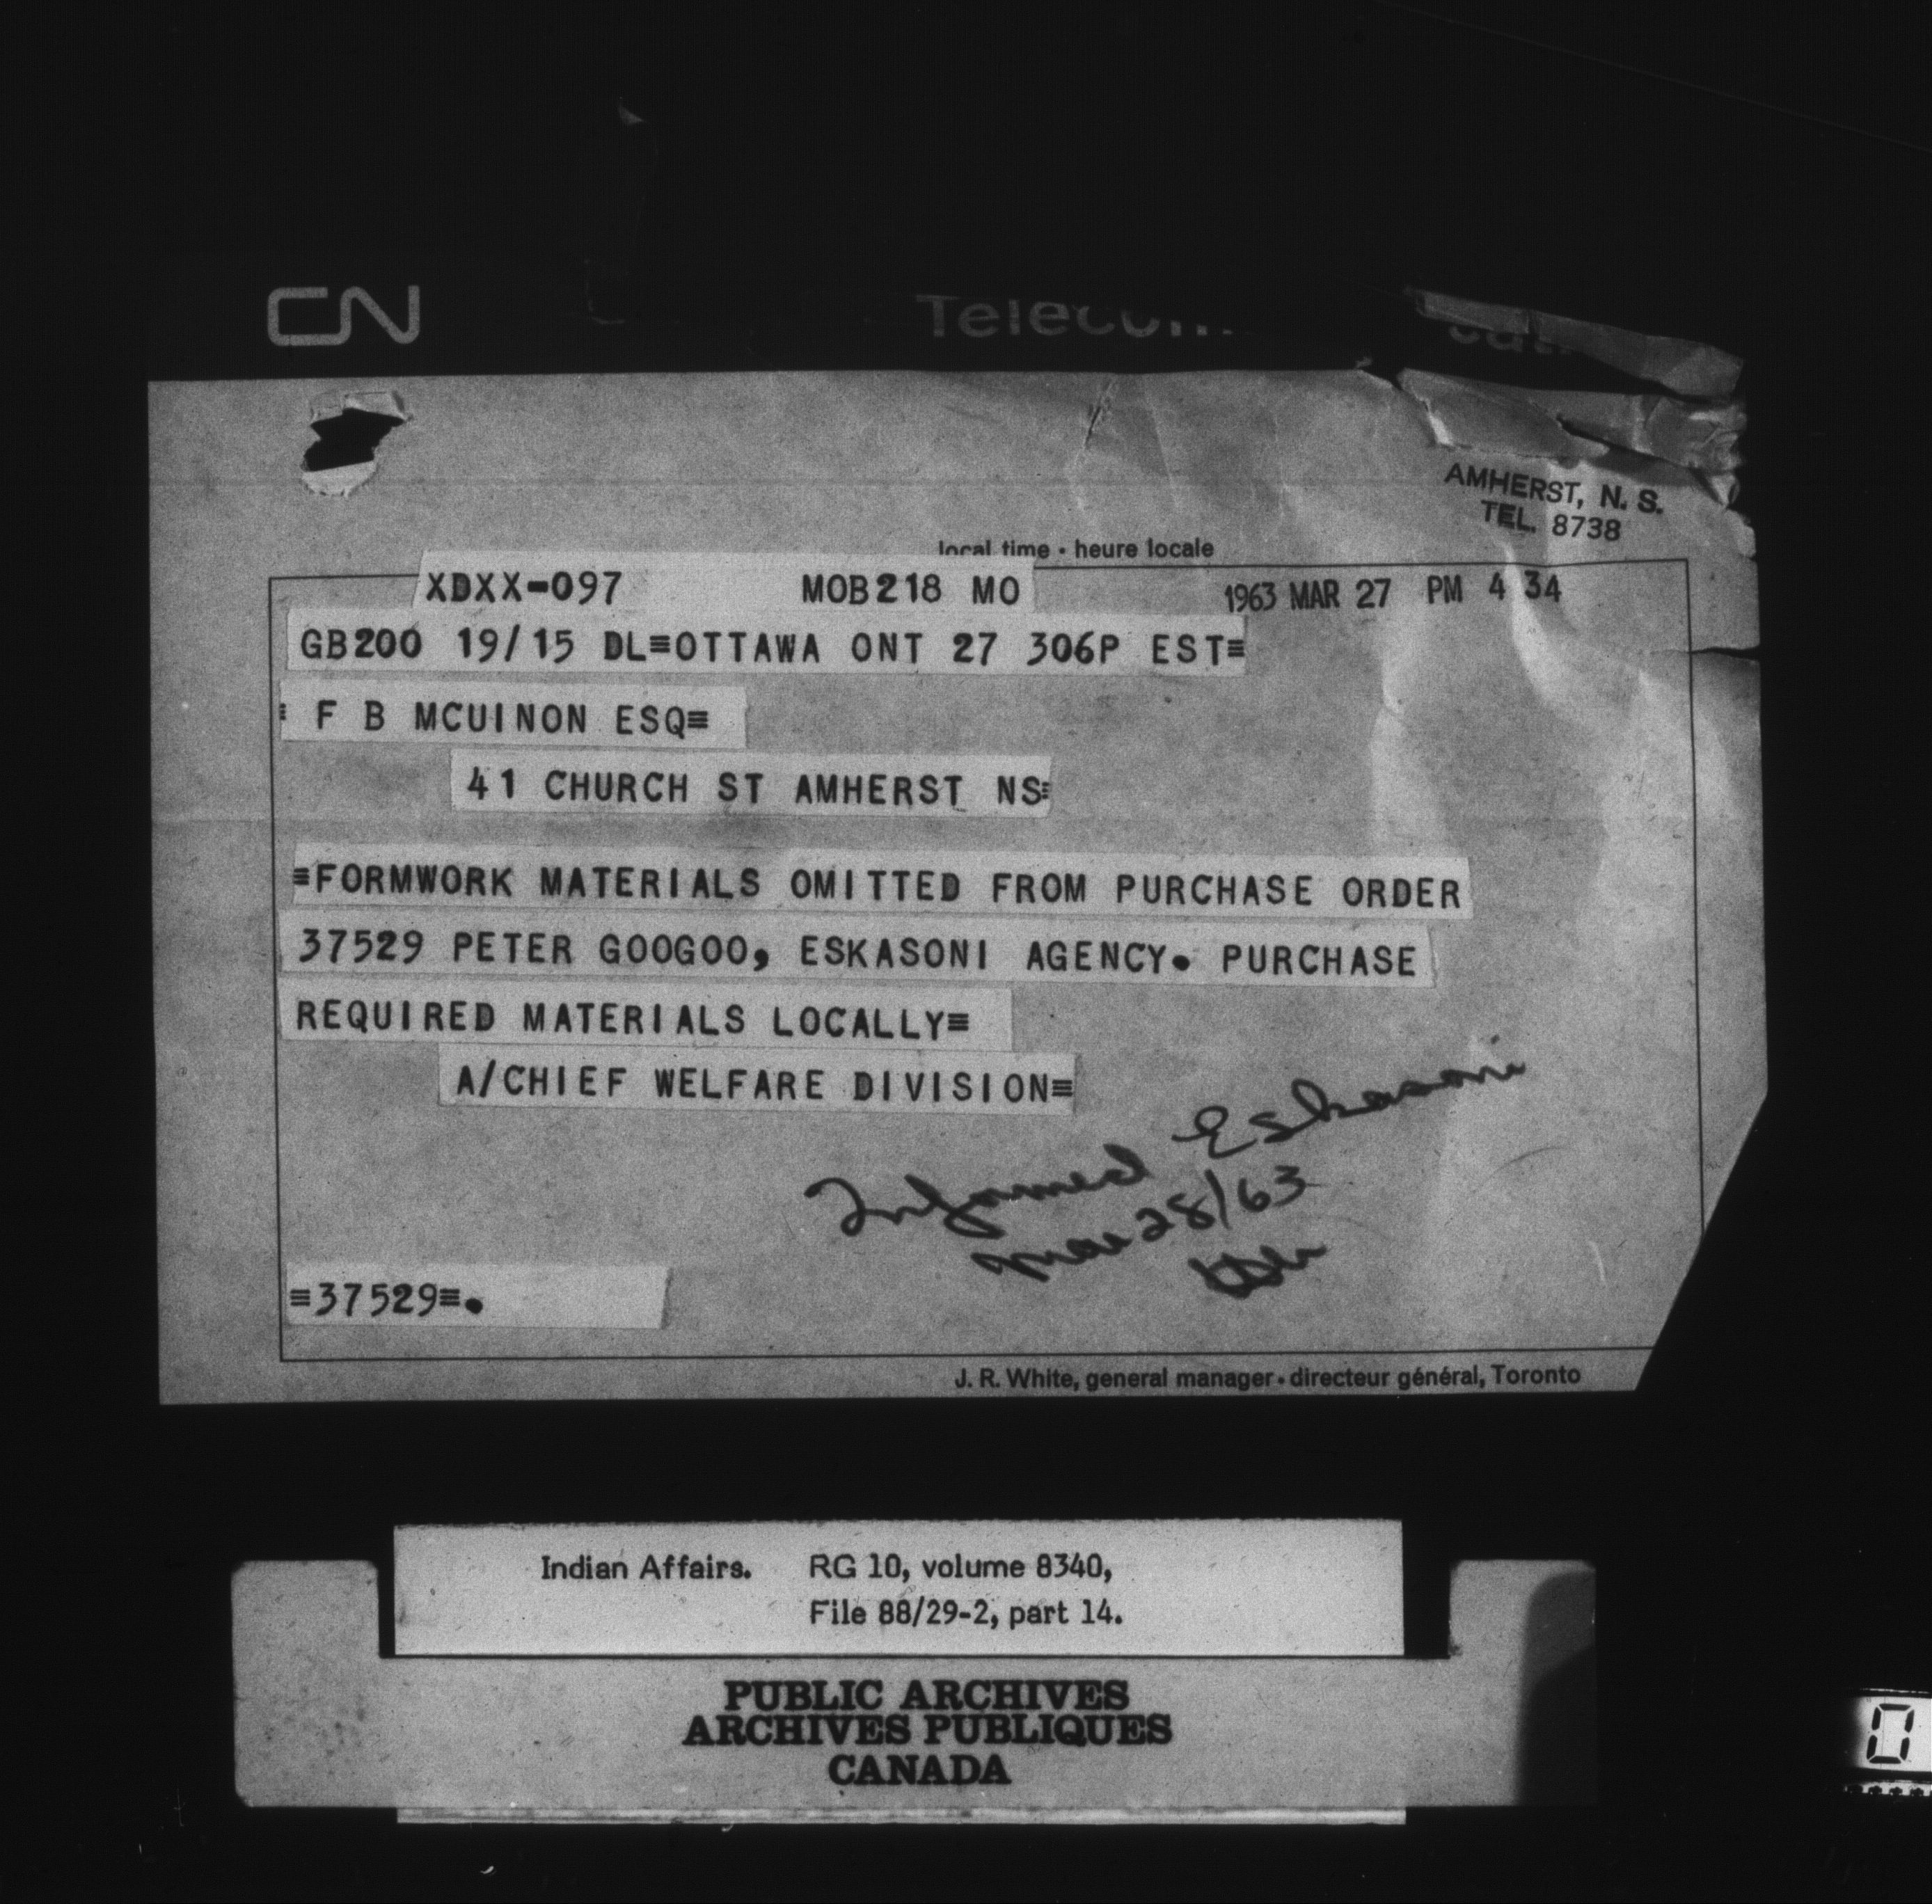 CN
AMHERST, N. S.
TEL. 8738
local time · heure locale
XDXX-097 MOB218 MO 1963 MAR 27 PM 4 34
GB200 19/15 DL=OTTAWA ONT 27 306P EST=
= F B MCUINON ESQ=
41 CHURCH ST AMHERST NS=
=FORMWORK MATERIALS OMITTED FROM PURCHASE ORDER
37529 PETER GOOGOO, ESKASONI AGENCY. PURCHASE
REQUIRED MATERIALS LOCALLY=
A/CHIEF WELFARE DIVISION=
Informed Eskasoni
Mar 28/63
=37529=.
J. R. White, general manager · directeur général, Toronto
Indian Affairs. RG 10, volume 8340,
File 88/29-2, part 14.
PUBLIC ARCHIVES
ARCHIVES PUBLIQUES
CANADA
0